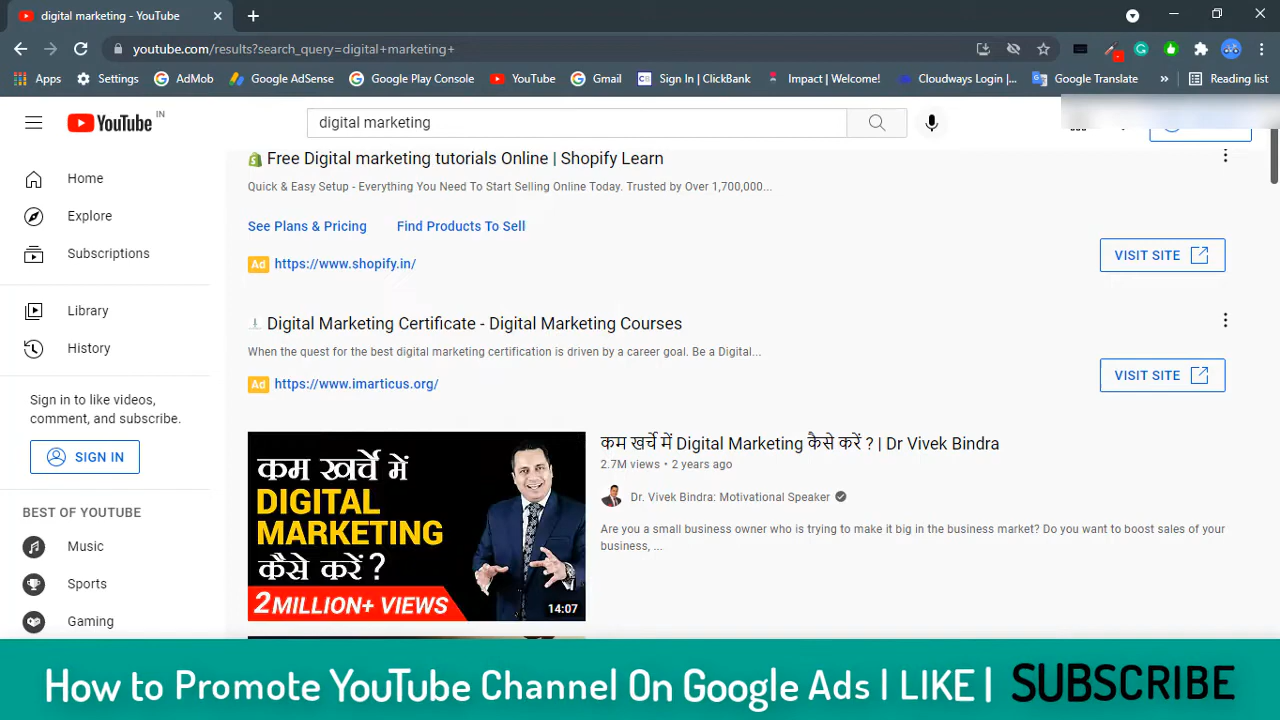 digital marketing - YouTube
youtube.com/results?search_query=digital+marketing+
Apps Settings AdMob Google AdSense Google Play Console YouTube Gmail Sign In | ClickBank Impact | Welcome! Cloudways Login |... Google Translate » Reading list
YouTube IN
digital marketing
Home
Explore
Subscriptions
Library
History
Sign in to like videos,
comment, and subscribe.
SIGN IN
BEST OF YOUTUBE
Music
Sports
Gaming
Free Digital marketing tutorials Online | Shopify Learn
Quick & Easy Setup - Everything You Need To Start Selling Online Today. Trusted by Over 1,700,000...
See Plans & Pricing Find Products To Sell
Ad https://www.shopify.in/
VISIT SITE
Digital Marketing Certificate - Digital Marketing Courses
When the quest for the best digital marketing certification is driven by a career goal. Be a Digital...
Ad https://www.imarticus.org/
VISIT SITE
कम खर्चे में
DIGITAL
MARKETING
कैसे करें?
2MILLION+ VIEWS
14:07
कम खर्चे में Digital Marketing कैसे करें ? | Dr Vivek Bindra
2.7M views • 2 years ago
Dr. Vivek Bindra: Motivational Speaker
Are you a small business owner who is trying to make it big in the business market? Do you want to boost sales of your
business, ...
How to Promote YouTube Channel On Google Ads | LIKE | SUBSCRIBE